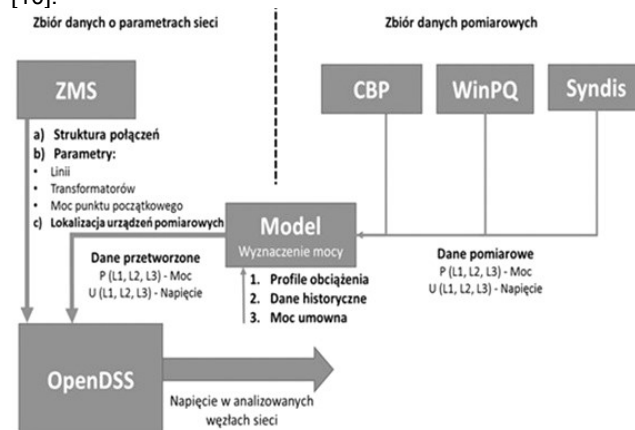 [10].
Zbiór danych o parametrach sieci
Zbiór danych pomiarowych
ZMS
CBP
WinPQ
Syndis
a) Struktura połączeń
b) Parametry:
• Linii
• Transformatorów
• Moc punktu początkowego
c) Lokalizacja urządzeń pomiarowych
Model
Wyznaczenie mocy
Dane przetworzone
P (L1, L2, L3) - Moc
U (L1, L2, L3) - Napięcie
1. Profile obciążenia
2. Dane historyczne
3. Moc umowna
Dane pomiarowe
P (L1, L2, L3) - Moc
U (L1, L2, L3) - Napięcie
OpenDSS
Napięcie w analizowanych
węzłach sieci